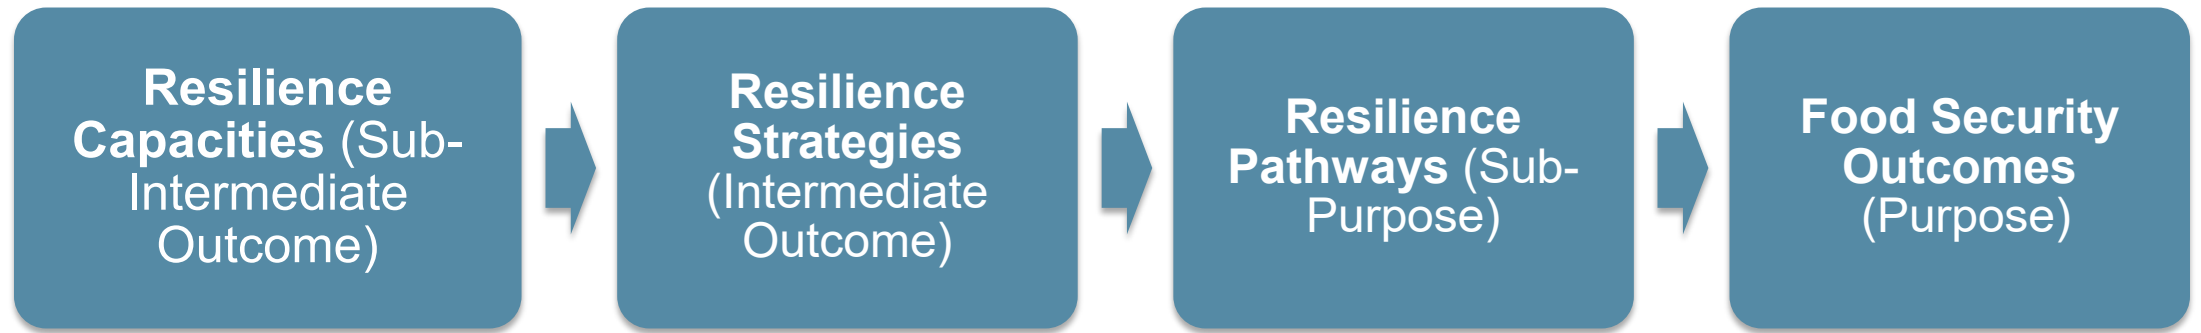 Resilience
Capacities (Sub-
Intermediate
Outcome)
Resilience
Strategies
(Intermediate
Outcome)
Resilience
Pathways (Sub-
Purpose)
Food Security
Outcomes
(Purpose)